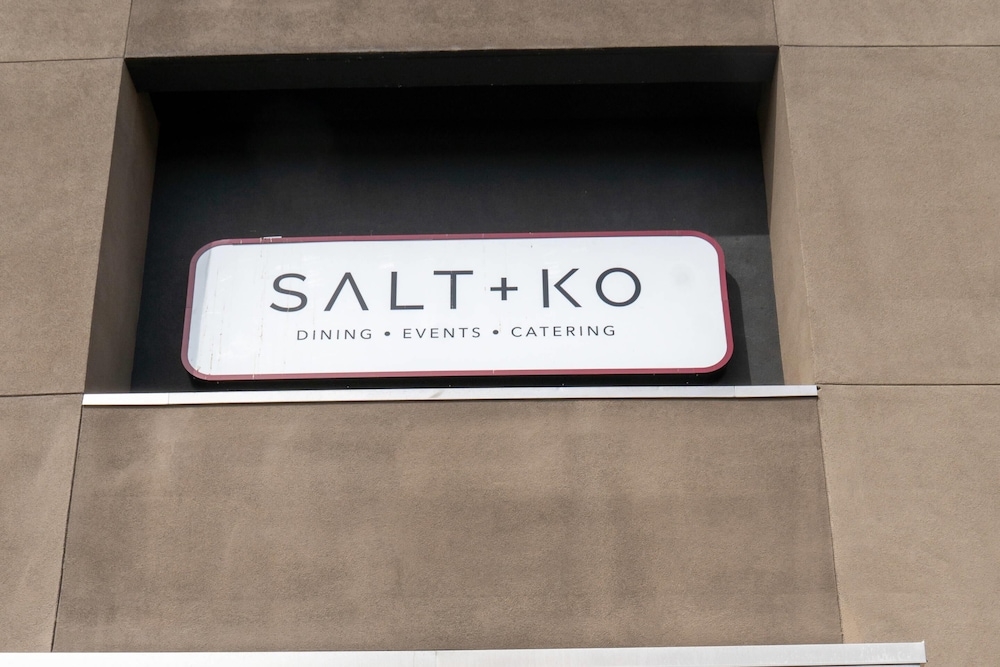 SALT + KO
DINING • EVENTS • CATERING